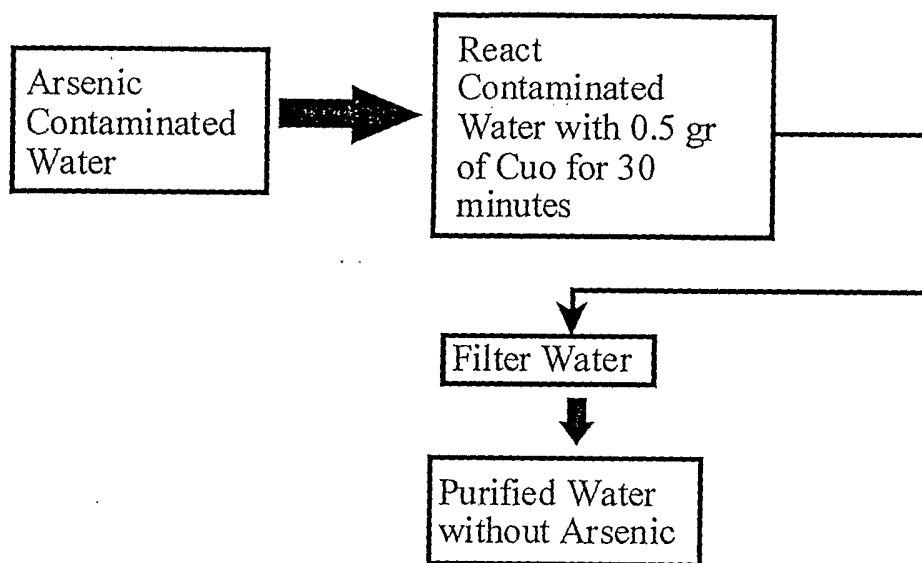 Arsenic
Contaminated
Water
React
Contaminated
Water with 0.5 gr
of Cuo for 30
minutes
Filter Water
Purified Water
without Arsenic